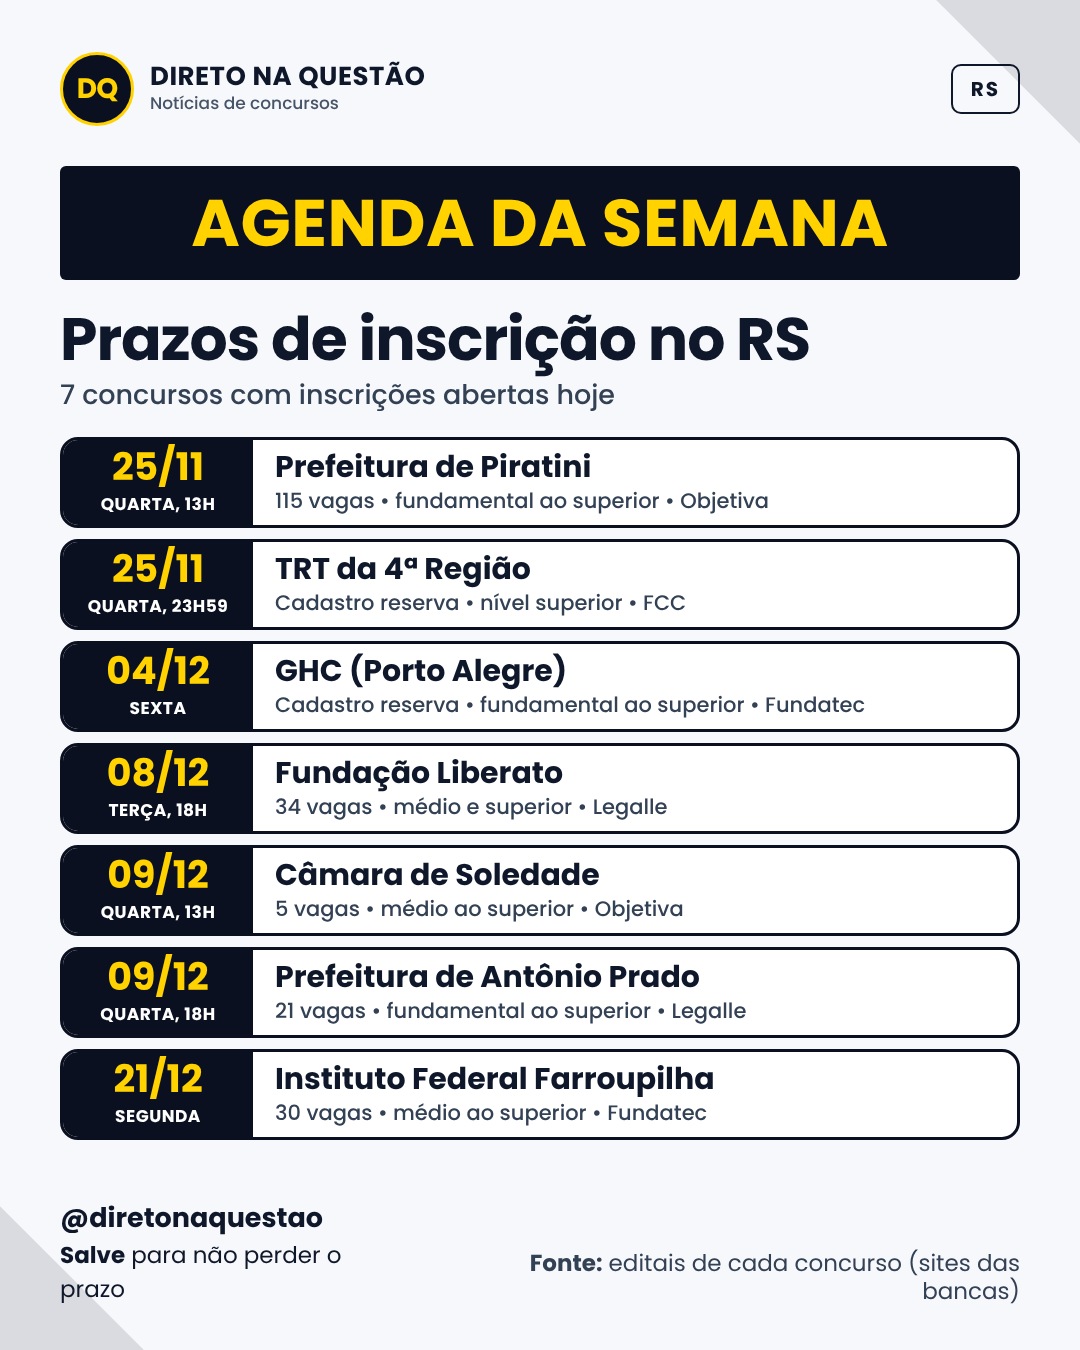 DQ
DIRETO NA QUESTÃO
Notícias de concursos
RS
AGENDA DA SEMANA
Prazos de inscrição no RS
7 concursos com inscrições abertas hoje
25/11
QUARTA, 13H
Prefeitura de Piratini
115 vagas • fundamental ao superior • Objetiva
25/11
QUARTA, 23H59
TRT da 4ª Região
Cadastro reserva • nível superior • FCC
04/12
SEXTA
GHC (Porto Alegre)
Cadastro reserva • fundamental ao superior • Fundatec
08/12
TERÇA, 18H
Fundação Liberato
34 vagas • médio e superior • Legalle
09/12
QUARTA, 13H
Câmara de Soledade
5 vagas • médio ao superior • Objetiva
09/12
QUARTA, 18H
Prefeitura de Antônio Prado
21 vagas • fundamental ao superior • Legalle
21/12
SEGUNDA
Instituto Federal Farroupilha
30 vagas • médio ao superior • Fundatec
@diretonaquestao
Salve para não perder o
prazo
Fonte: editais de cada concurso (sites das
bancas)